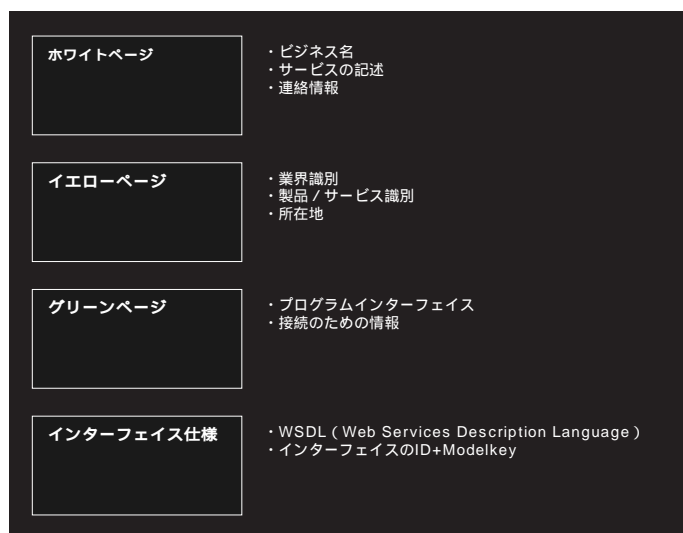 ホワイトページ
・ビジネス名
・サービスの記述
・連絡情報
イエローページ
・業界識別
・製品 / サービス識別
・所在地
グリーンページ
・プログラムインターフェイス
・接続のための情報
インターフェイス仕様
・WSDL ( Web Services Description Language )
・インターフェイスのID+Modelkey